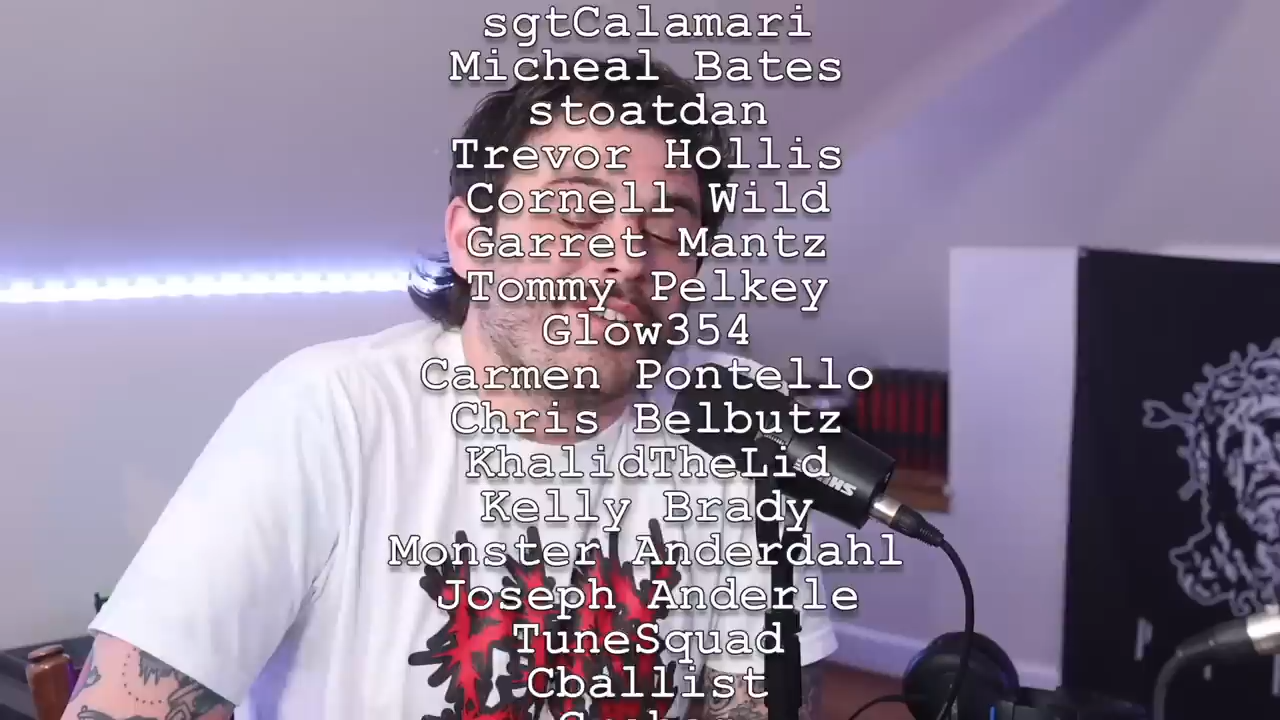 sgtCalamari
Micheal Bates
stoatdan
Trevor Hollis
Cornell Wild
Garret Mantz
Tommy Pelkey
Glow354
Carmen Pontello
Chris Belbutz
KhalidTheLid
Kelly Brady
Monster Anderdahl
Joseph Anderle
TuneSquad
Cballist
SHURE